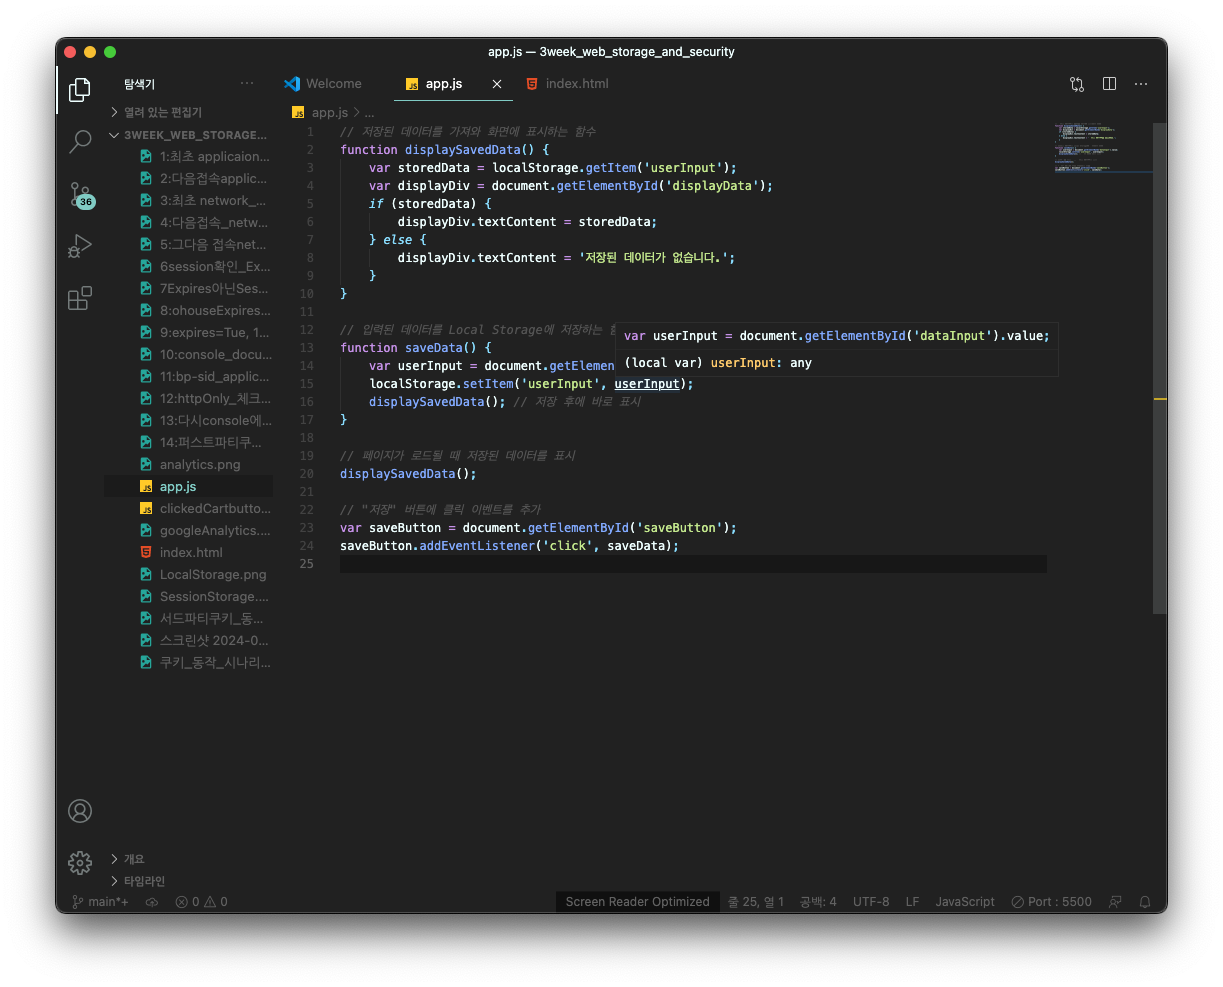 app.js — 3week_web_storage_and_security
탐색기
Welcome
app.js
index.html
열려 있는 편집기
3WEEK_WEB_STORAGE...
1:최초 applicaion...
2:다음접속applic...
3:최초 network_...
4:다음접속_netw...
5:그다음 접속net...
6session확인_Ex...
7Expires아닌Ses...
8:ohouseExpires...
9:expires=Tue, 1...
10:console_docu...
11:bp-sid_applic...
12:httpOnly_체크...
13:다시console에...
14:퍼스트파티쿠...
analytics.png
app.js
clickedCartbutto...
googleAnalytics....
index.html
LocalStorage.png
SessionStorage....
서드파티쿠키_동...
스크린샷 2024-0...
쿠키_동작_시나리...
개요
타임라인
36
app.js > ...
1 // 저장된 데이터를 가져와 화면에 표시하는 함수
2 function displaySavedData() {
3 var storedData = localStorage.getItem('userInput');
4 var displayDiv = document.getElementById('displayData');
5 if (storedData) {
6 displayDiv.textContent = storedData;
7 } else {
8 displayDiv.textContent = '저장된 데이터가 없습니다.';
9 }
10 }
11
12 // 입력된 데이터를 Local Storage에 저장하는
13 function saveData() {
14 var userInput = document.getElemen
15 localStorage.setItem('userInput', userInput);
16 displaySavedData(); // 저장 후에 바로 표시
17 }
18
19 // 페이지가 로드될 때 저장된 데이터를 표시
20 displaySavedData();
21
22 // "저장" 버튼에 클릭 이벤트를 추가
23 var saveButton = document.getElementById('saveButton');
24 saveButton.addEventListener('click', saveData);
25
var userInput = document.getElementById('dataInput').value;
(local var) userInput: any
main*+ 0 0 Screen Reader Optimized 줄 25, 열 1 공백: 4 UTF-8 LF JavaScript Port : 5500